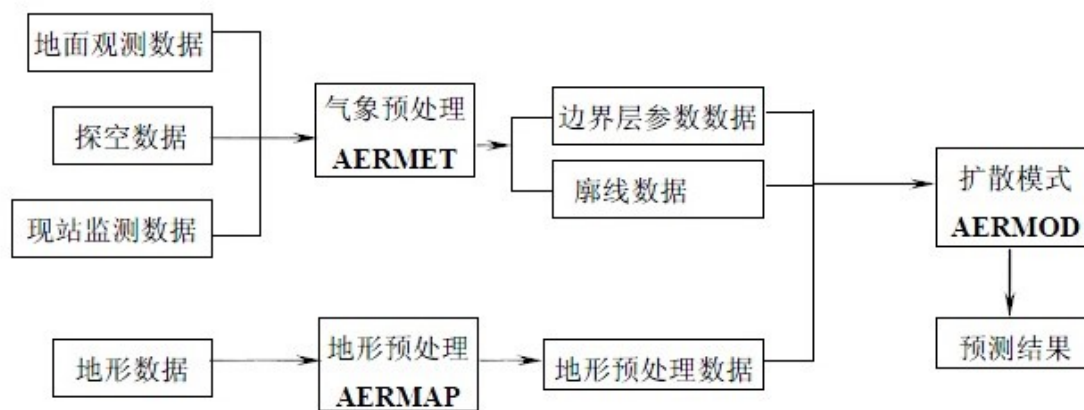 地面观测数据
探空数据
现站监测数据
气象预处理
AERMET
边界层参数数据
廓线数据
扩散模式
AERMOD
预测结果
地形数据
地形预处理
AERMAP
地形预处理数据